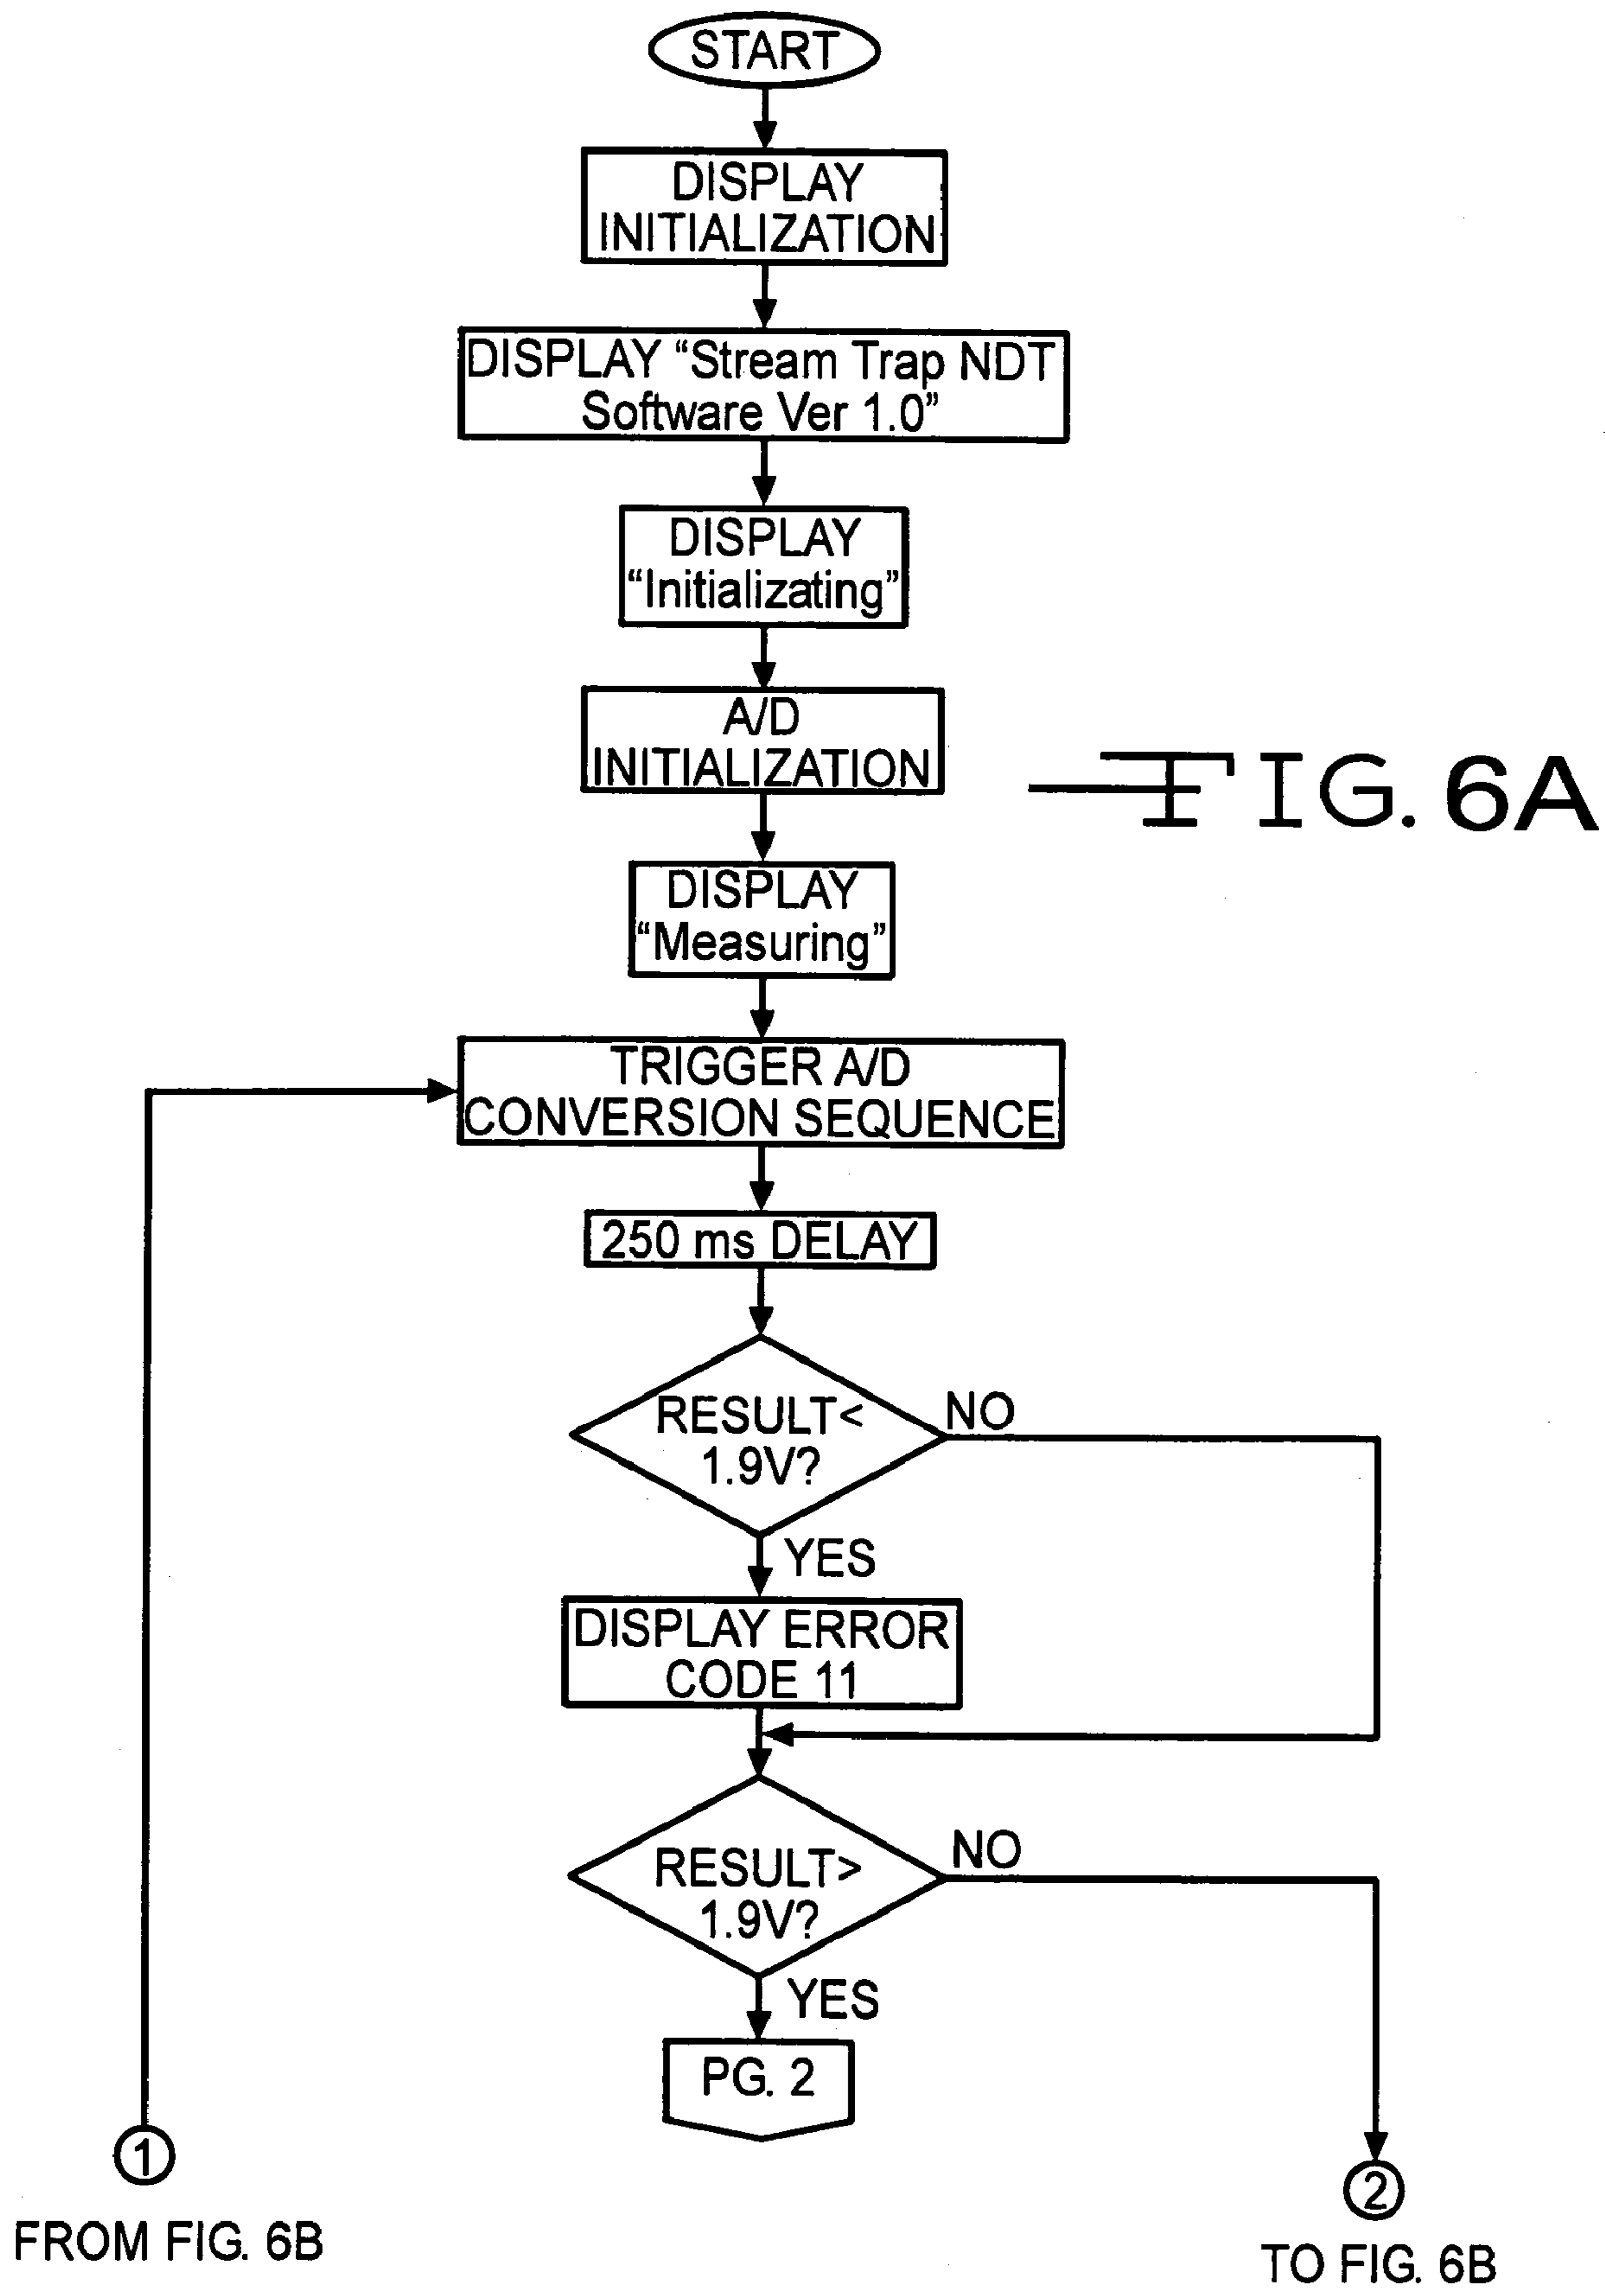 START
DISPLAY
INITIALIZATION
DISPLAY “Stream Trap NDT
Software Ver 1.0”
DISPLAY
“Initializating”
A/D
INITIALIZATION
FIG. 6A
DISPLAY
“Measuring”
TRIGGER A/D
CONVERSION SEQUENCE
250 ms DELAY
RESULT<
1.9V?
NO
YES
DISPLAY ERROR
CODE 11
RESULT>
1.9V?
NO
YES
PG. 2
1
FROM FIG. 6B
2
TO FIG. 6B